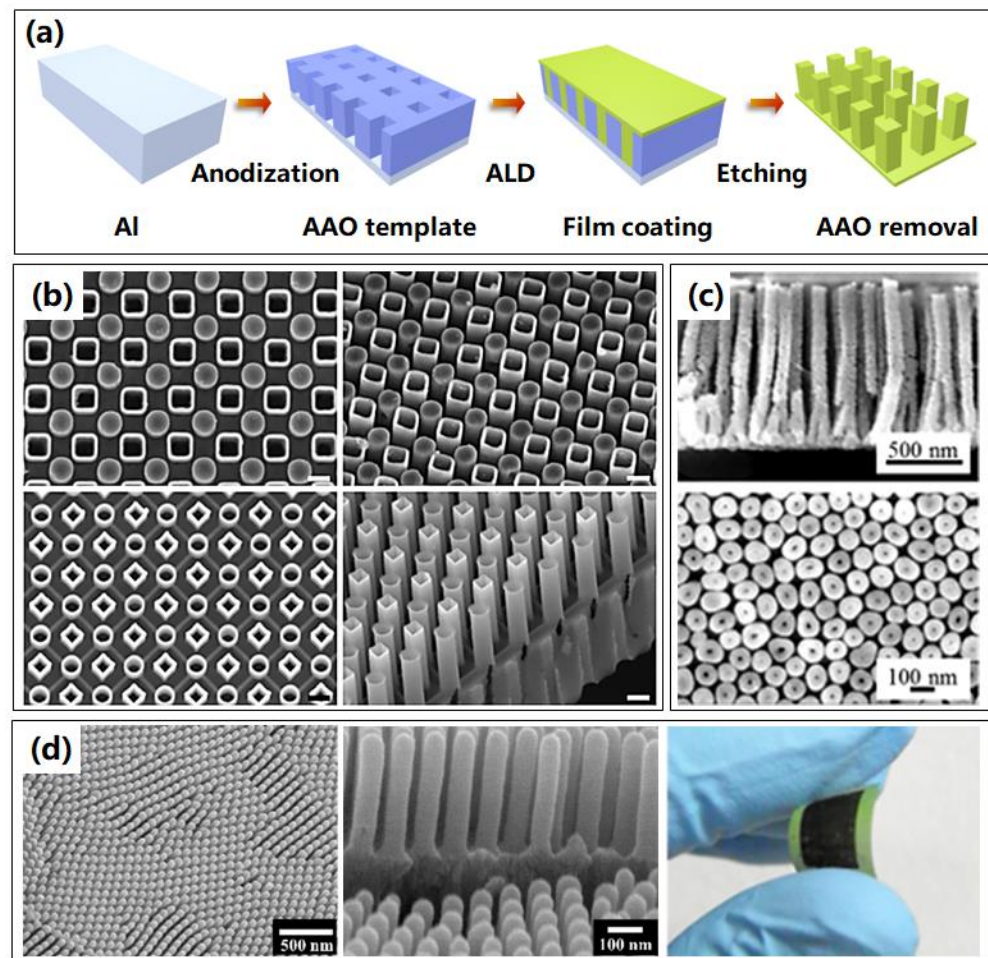 (a)
Anodization
ALD
Etching
Al
AAO template
Film coating
AAO removal
(b)
(c)
500 nm
100 nm
(d)
500 nm
100 nm